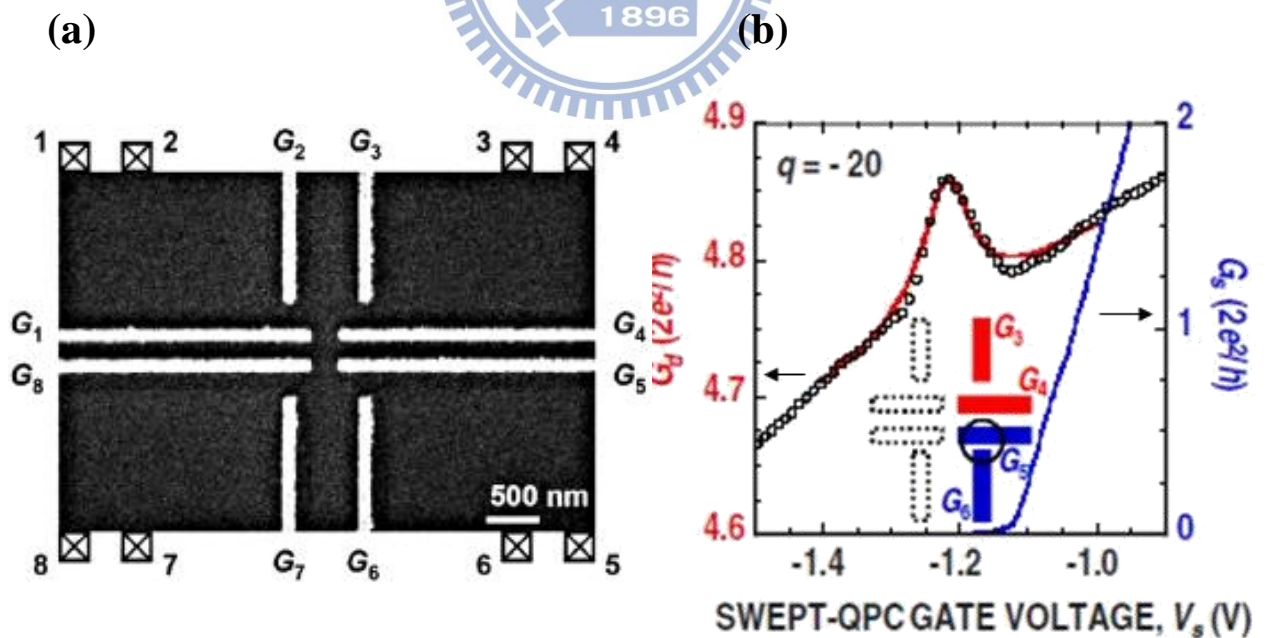 1896
(a)
(b)
1 2 G2 G3 3 4
G1 G4
G8 G5
500 nm
8 7 G7 G6 6 5
4.9
4.8
4.7
4.6
q = - 20
G3
G4
G5
G6
2
1
0
Gs (2e²/h)
-1.4 -1.2 -1.0
SWEPT-QPC GATE VOLTAGE, Vs (V)